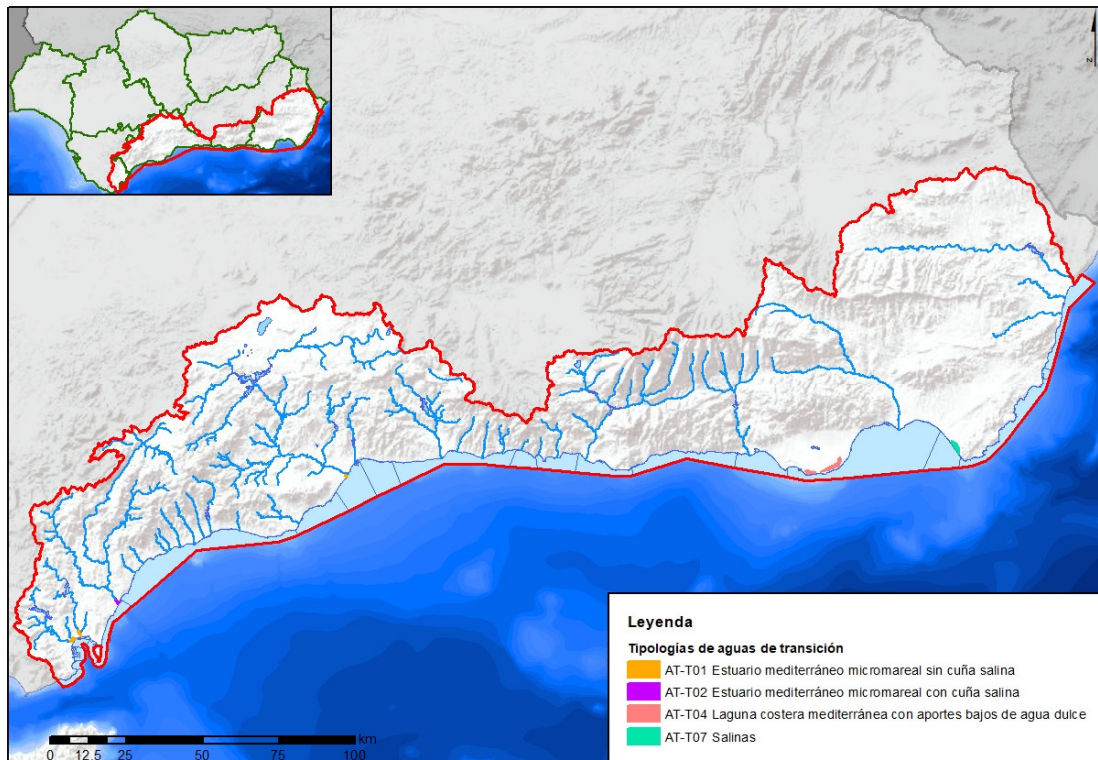 N
Leyenda
Tipologías de aguas de transición
AT-T01 Estuario mediterráneo micromareal sin cuña salina
AT-T02 Estuario mediterráneo micromareal con cuña salina
AT-T04 Laguna costera mediterránea con aportes bajos de agua dulce
AT-T07 Salinas
km
0 12,5 25 50 75 100